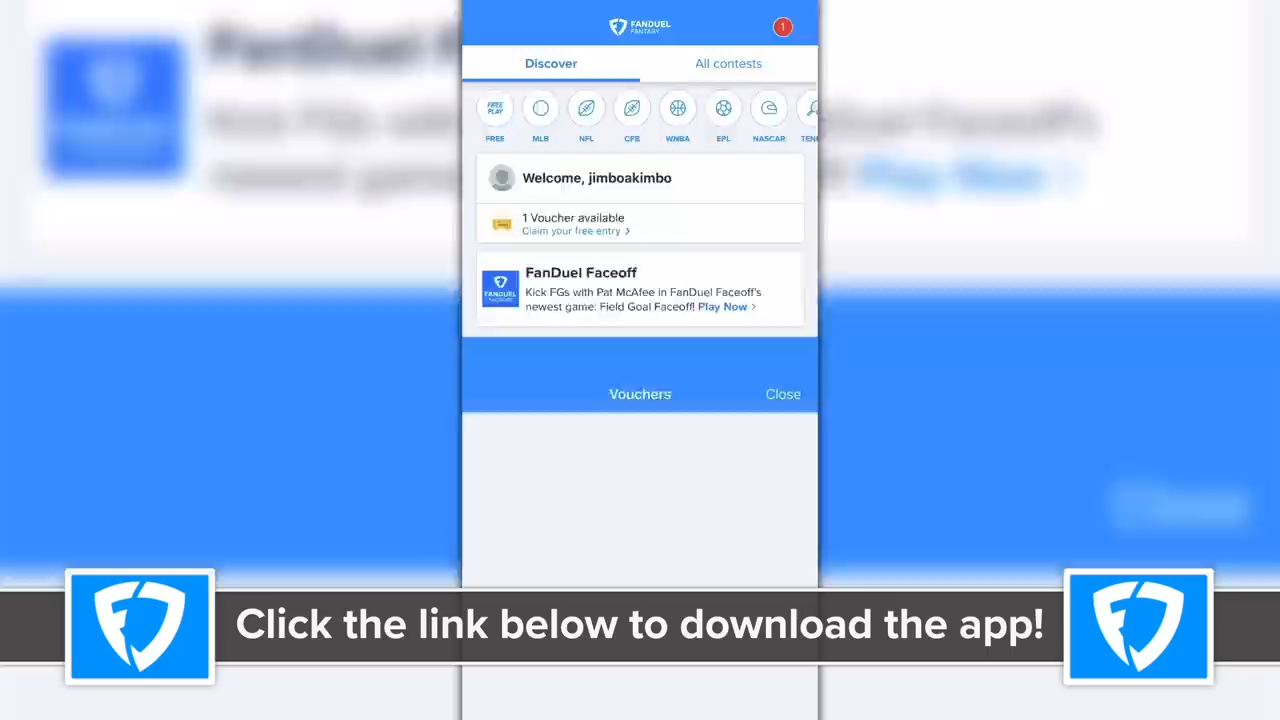 FANDUEL
FANTASY
1
Discover
All contests
FREE PLAY
FREE
MLB
NFL
CFB
WNBA
EPL
NASCAR
Welcome, jimboakimbo
1 Voucher available
Claim your free entry >
FanDuel Faceoff
FANDUEL
Kick FGs with Pat McAfee in FanDuel Faceoff's
newest game: Field Goal Faceoff! Play Now >
Vouchers
Close
Click the link below to download the app!